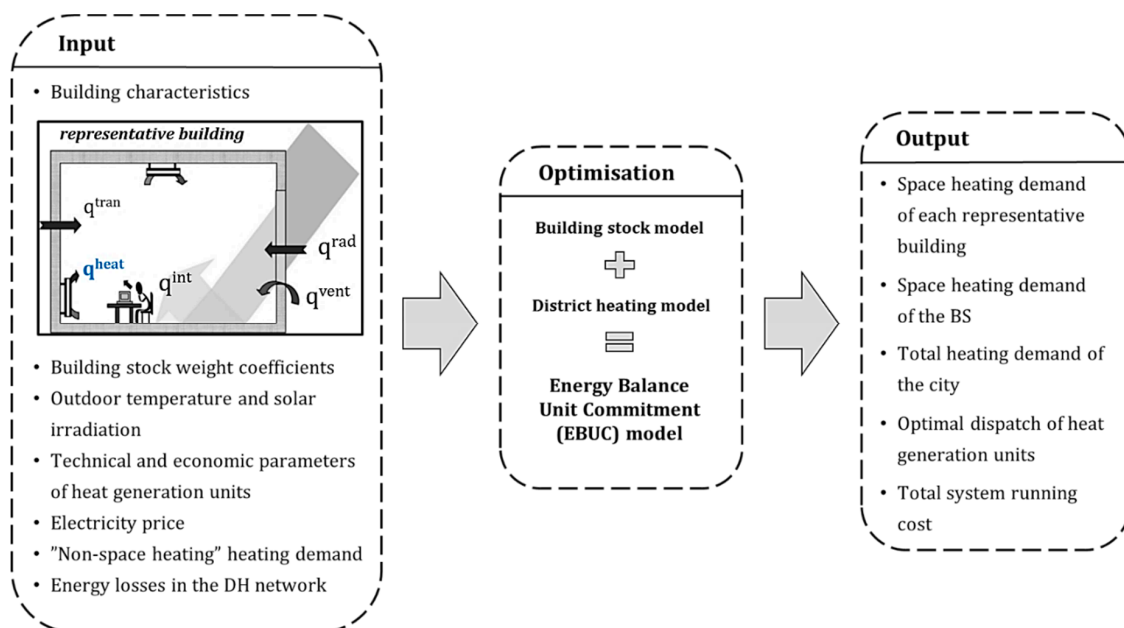 Input
• Building characteristics
representative building
q^tran
q^rad
q^heat
q^int
q^vent
• Building stock weight coefficients
• Outdoor temperature and solar
irradiation
• Technical and economic parameters
of heat generation units
• Electricity price
• ”Non-space heating” heating demand
• Energy losses in the DH network
Optimisation
Building stock model
District heating model
Energy Balance
Unit Commitment
(EBUC) model
Output
• Space heating demand
of each representative
building
• Space heating demand
of the BS
• Total heating demand of
the city
• Optimal dispatch of heat
generation units
• Total system running
cost